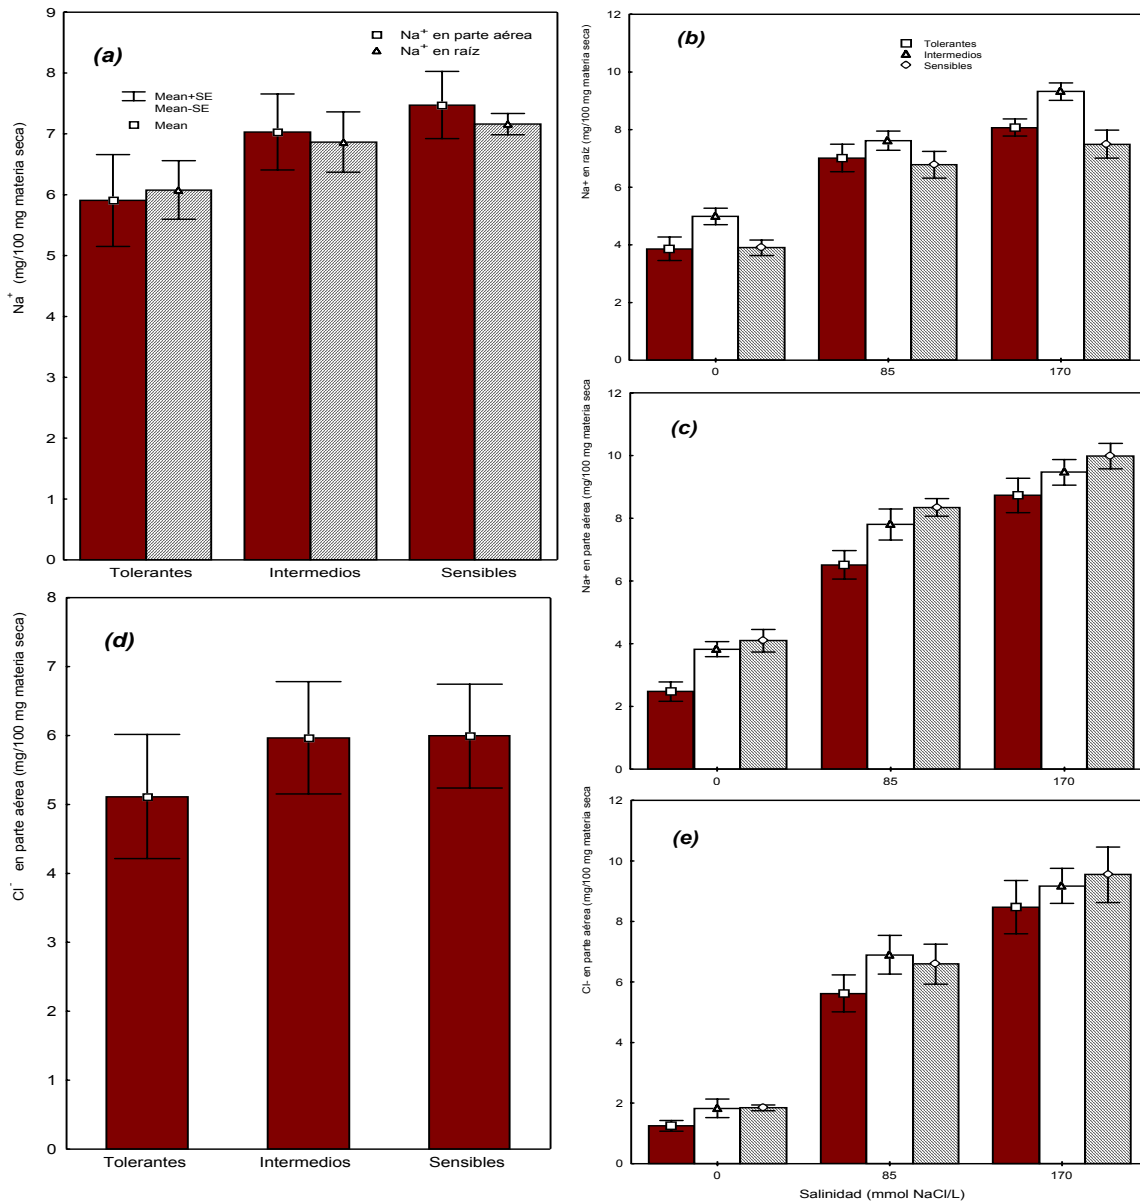 (a)
Na⁺ en parte aérea
Na⁺ en raíz
Mean+SE
Mean-SE
Mean
Na⁺ (mg/100 mg materia seca)
9
8
7
6
5
4
3
2
1
0
Tolerantes Intermedios Sensibles
(b)
Tolerantes
Intermedios
Sensibles
Na+ en raíz (mg/100 mg materia seca)
12
10
8
6
4
2
0
0 85 170
(c)
Na+ en parte aérea (mg/100 mg materia seca)
12
10
8
6
4
2
0
0 85 170
(d)
Cl⁻ en parte aérea (mg/100 mg materia seca)
8
7
6
5
4
3
2
1
0
Tolerantes Intermedios Sensibles
(e)
Cl- en parte aérea (mg/100 mg materia seca
12
10
8
6
4
2
0
0 85 170
Salinidad (mmol NaCl/L)